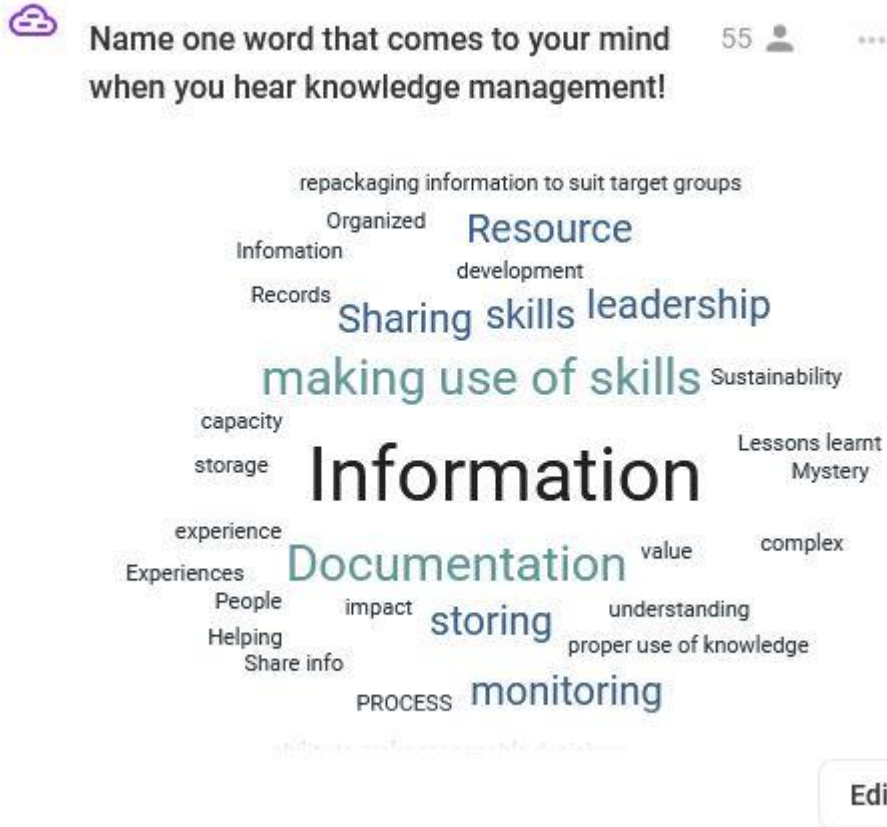 Name one word that comes to your mind 55
when you hear knowledge management!
repackaging information to suit target groups
Organized Resource
Infomation
development
Records Sharing skills leadership
making use of skills Sustainability
capacity
Lessons learnt
storage Information Mystery
experience
Documentation value complex
Experiences
People impact storing understanding
Helping proper use of knowledge
Share info
PROCESS monitoring